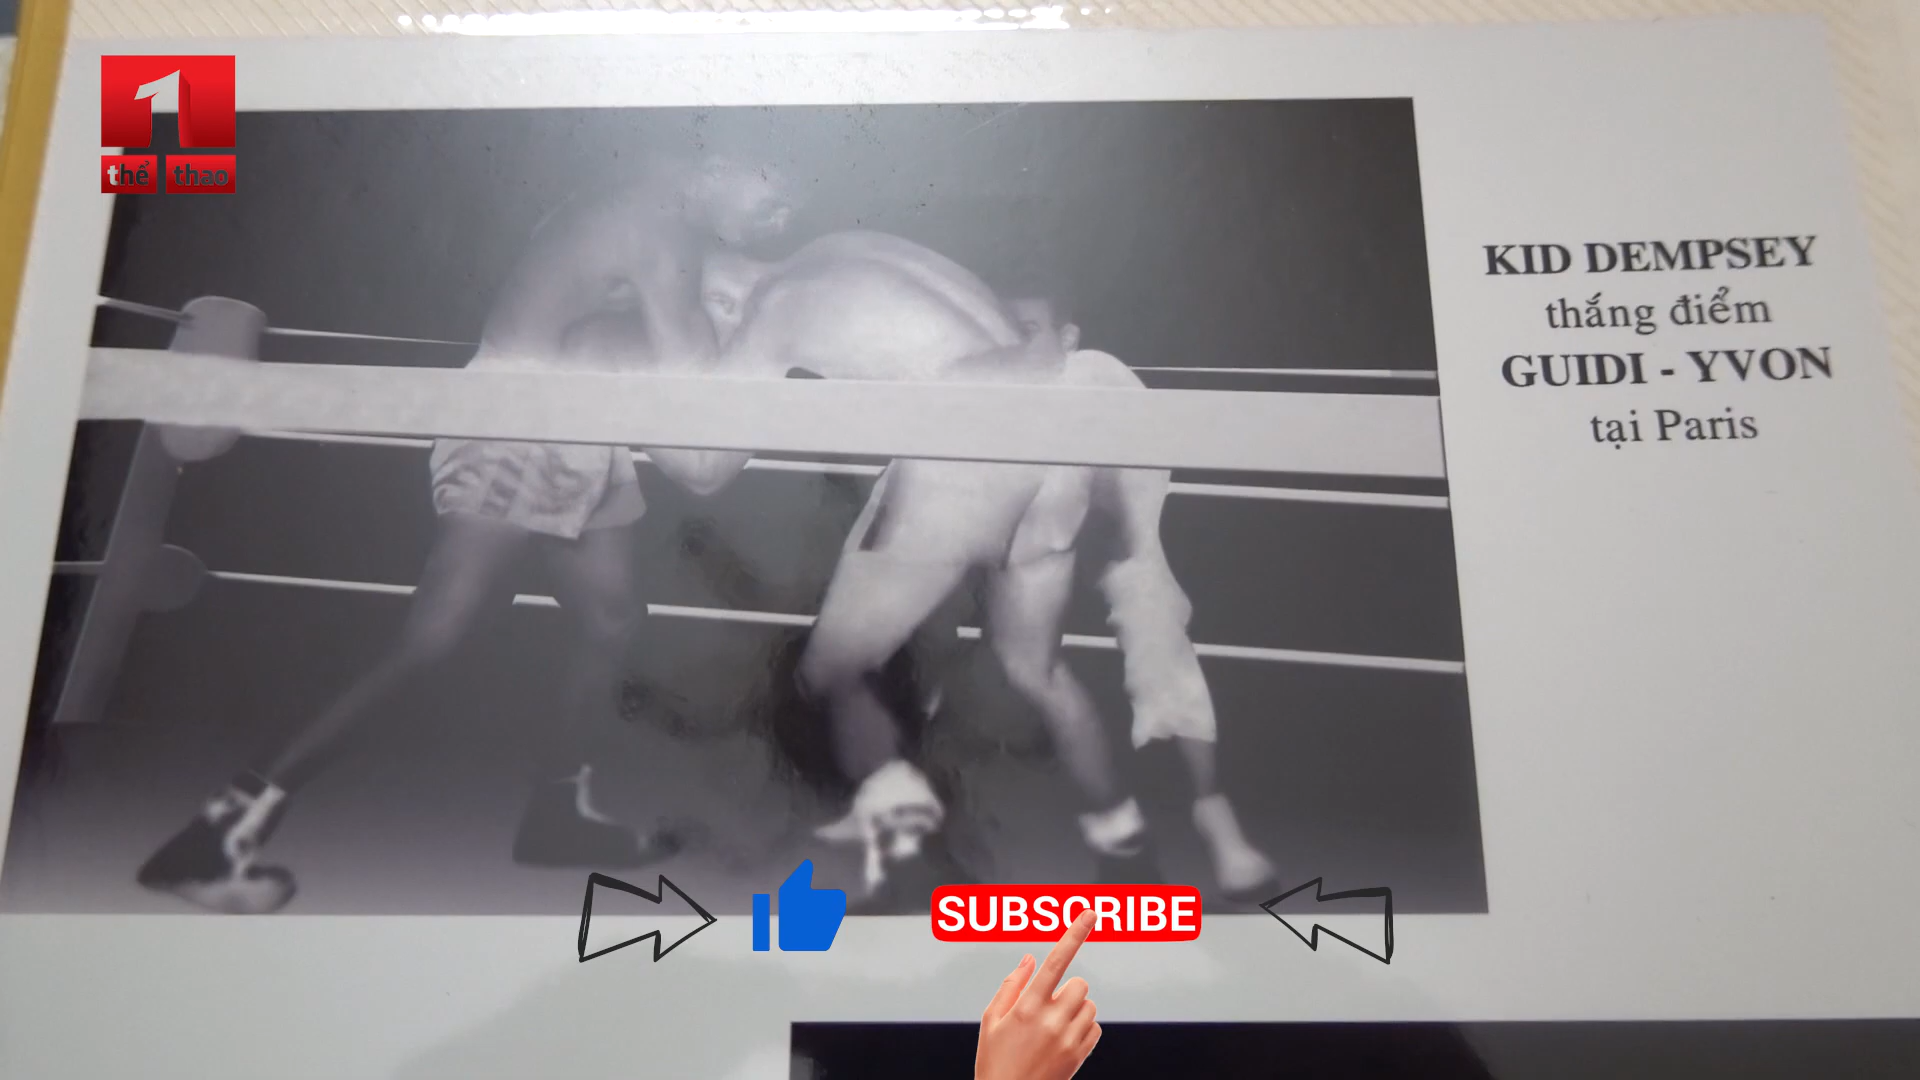 1
thể thao
KID DEMPSEY
thắng điểm
GUIDI - YVON
tại Paris
SUBSCRIBE